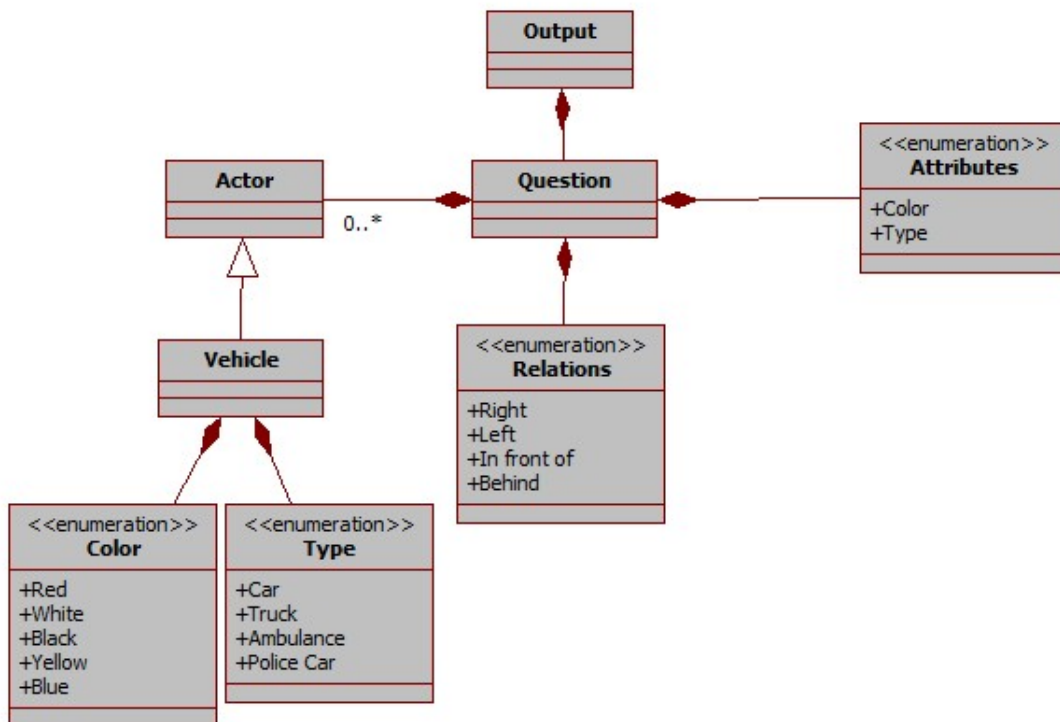 Output
Actor
0..*
Question
<<enumeration>>
Attributes
+Color
+Type
Vehicle
<<enumeration>>
Relations
+Right
+Left
+In front of
+Behind
<<enumeration>>
Color
+Red
+White
+Black
+Yellow
+Blue
<<enumeration>>
Type
+Car
+Truck
+Ambulance
+Police Car